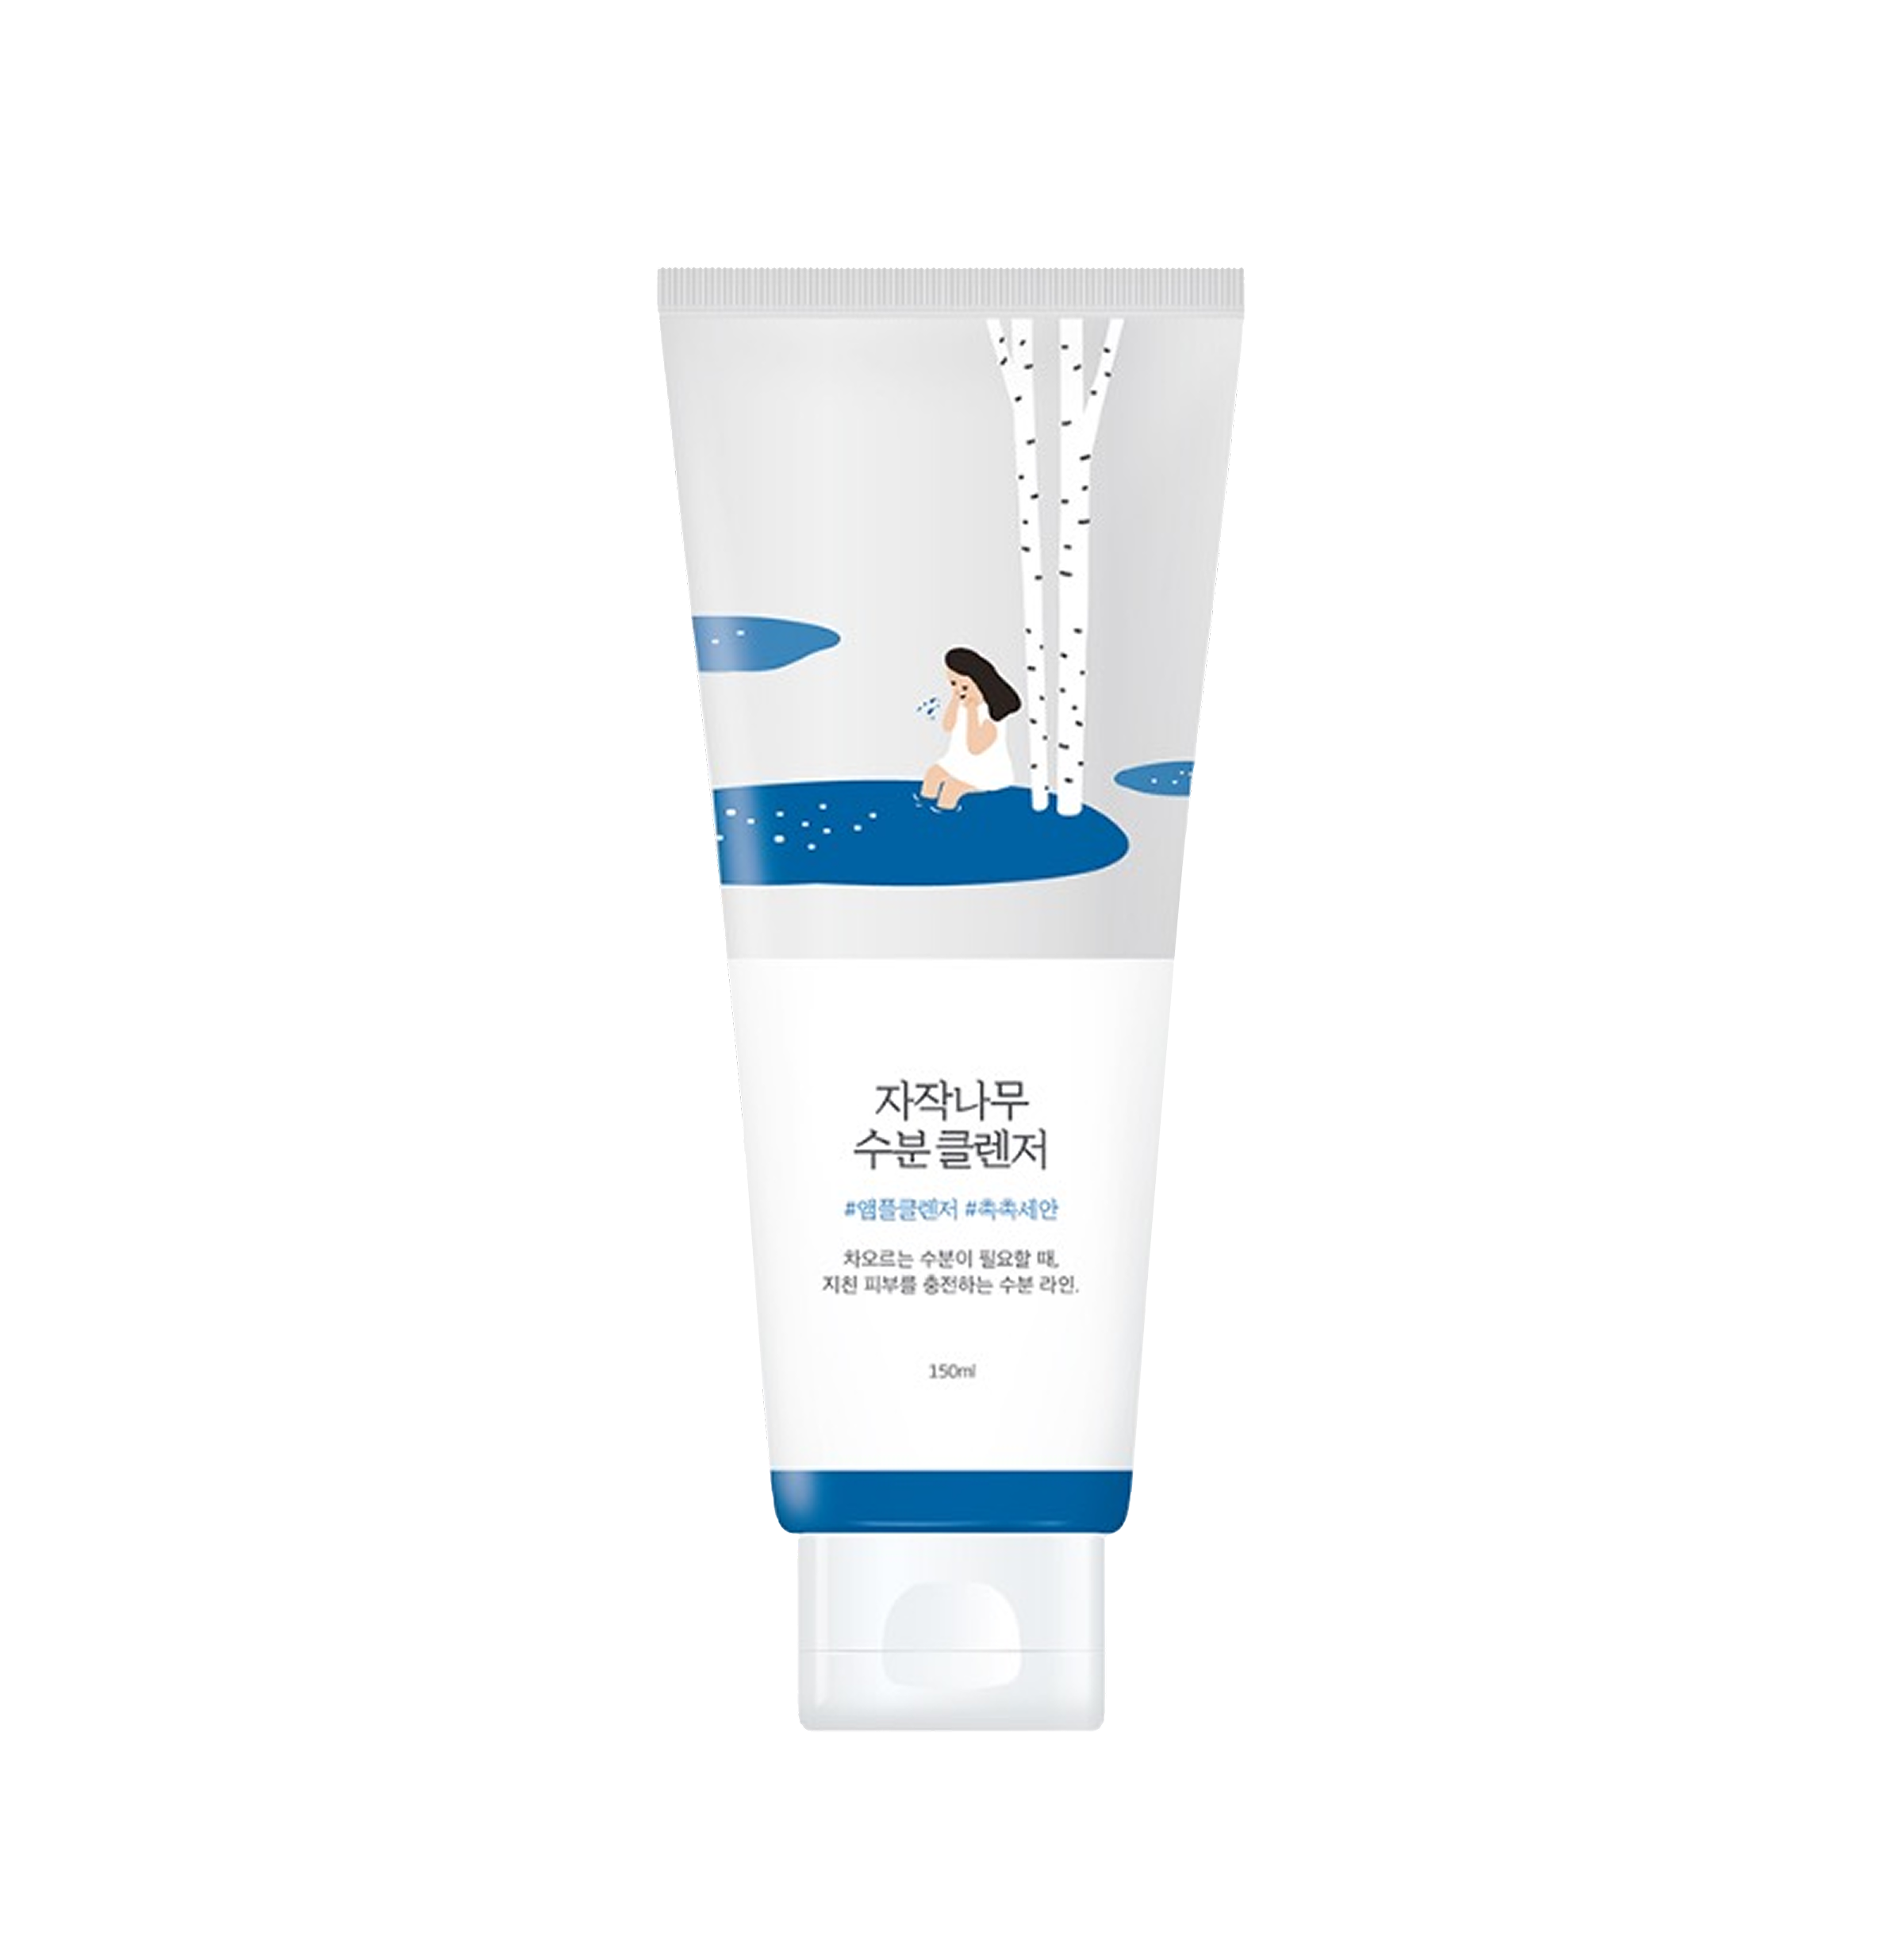 자작나무
수분 클렌저
#앰플클렌저 #촉촉세안
차오르는 수분이 필요할 때,
지친 피부를 충전하는 수분 라인.
150ml